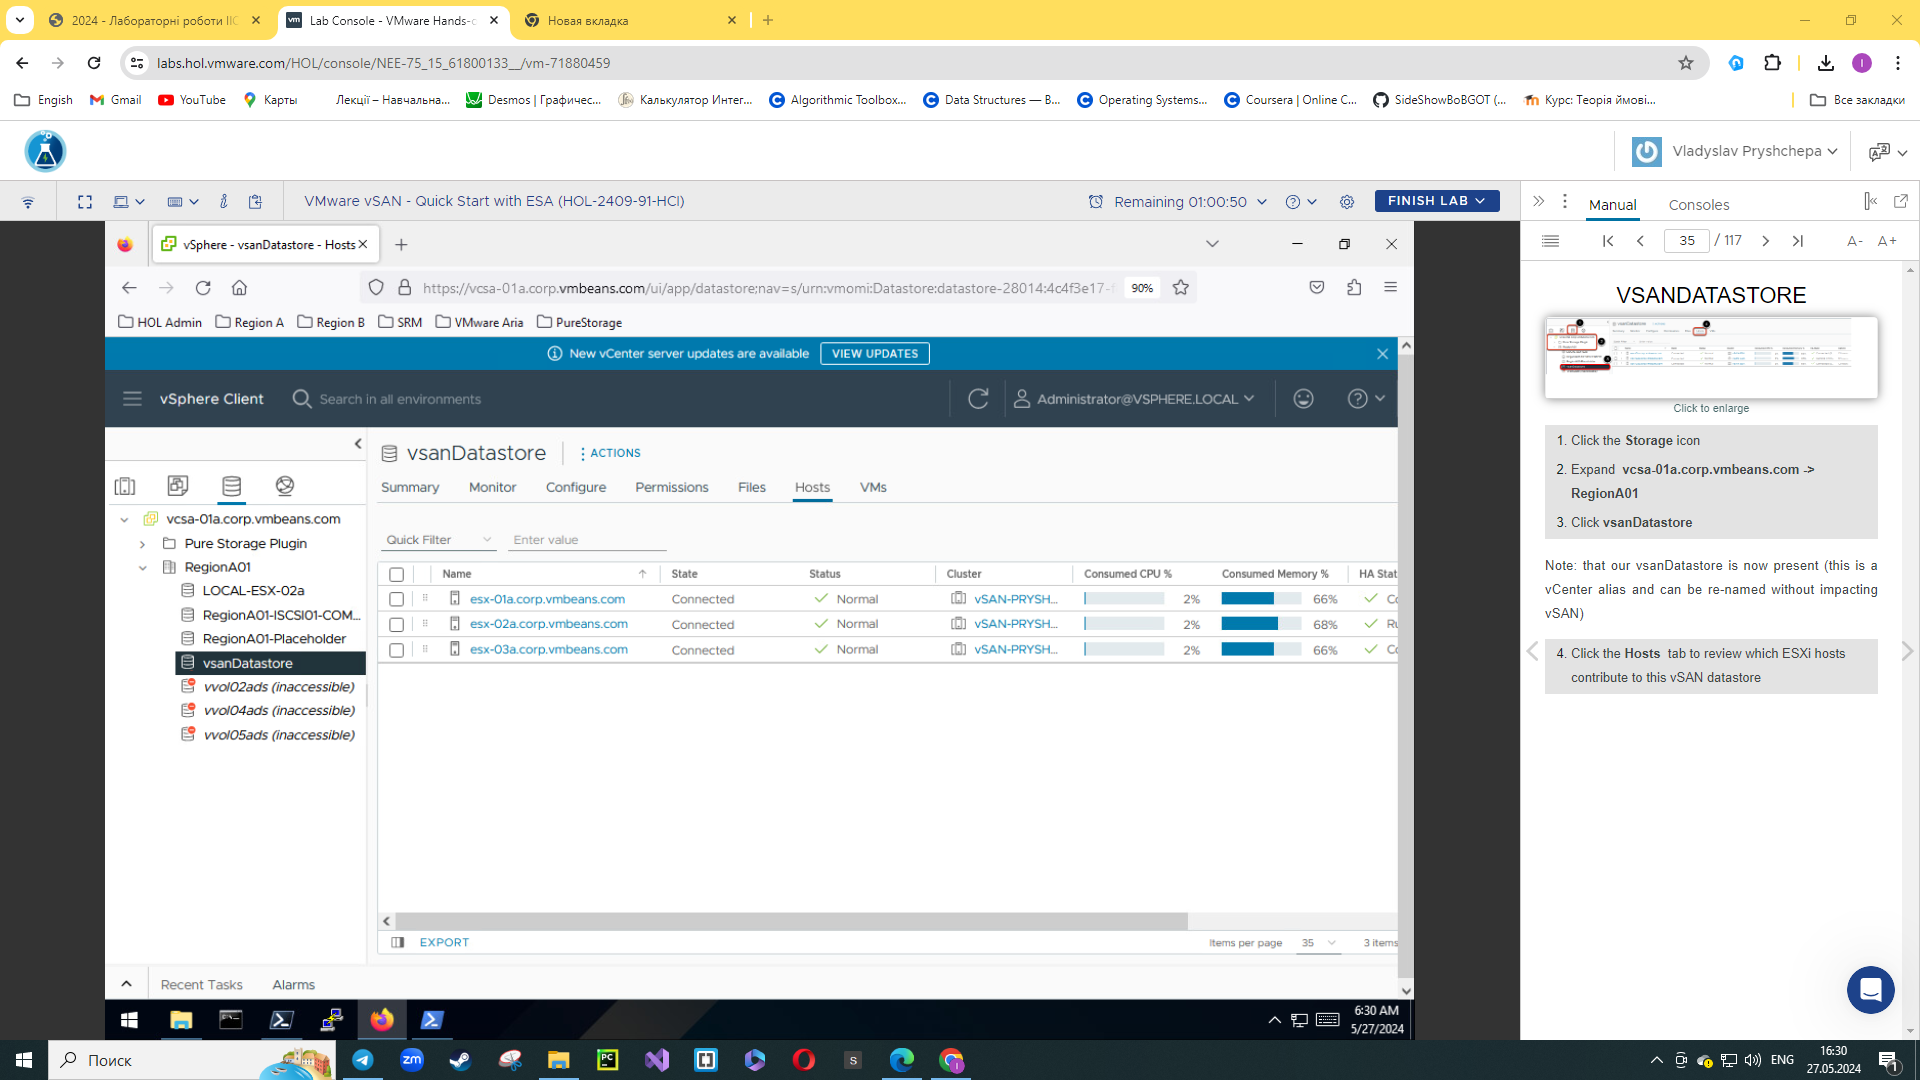 2024 - Лабораторні роботи ІІС
Lab Console - VMware Hands-o
Новая вкладка
labs.hol.vmware.com/HOL/console/NEE-75_15_61800133__/vm-71880459
Engish
Gmail
YouTube
Карты
Лекції – Навчальна...
Desmos | Графичес...
Калькулятор Интег...
Algorithmic Toolbox...
Data Structures — В...
Operating Systems...
Coursera | Online C...
SideShowBoBGOT (...
Курс: Теорія ймові...
Все закладки
Vladyslav Pryshchepa
VMware vSAN - Quick Start with ESA (HOL-2409-91-HCI)
Remaining 01:00:50
FINISH LAB
Manual
Consoles
35 / 117
A-
A+
vSphere - vsanDatastore - Hosts
https://vcsa-01a.corp.vmbeans.com/ui/app/datastore;nav=s/urn:vmomi:Datastore:datastore-28014:4c4f3e17-
90%
HOL Admin
Region A
Region B
SRM
VMware Aria
PureStorage
New vCenter server updates are available
VIEW UPDATES
vSphere Client
Search in all environments
Administrator@VSPHERE.LOCAL
vsanDatastore
ACTIONS
Summary
Monitor
Configure
Permissions
Files
Hosts
VMs
vcsa-01a.corp.vmbeans.com
Pure Storage Plugin
RegionA01
LOCAL-ESX-02a
RegionA01-ISCSI01-COM...
RegionA01-Placeholder
vsanDatastore
vvol02ads (inaccessible)
vvol04ads (inaccessible)
vvol05ads (inaccessible)
Quick Filter
Enter value
Name State Status Cluster Consumed CPU % Consumed Memory % HA Stat
esx-01a.corp.vmbeans.com Connected Normal vSAN-PRYSH... 2% 66% Co
esx-02a.corp.vmbeans.com Connected Normal vSAN-PRYSH... 2% 68% Ru
esx-03a.corp.vmbeans.com Connected Normal vSAN-PRYSH... 2% 66% Co
EXPORT
Items per page 35 3 items
Recent Tasks
Alarms
6:30 AM
5/27/2024
VSANDATASTORE
Click to enlarge
1. Click the Storage icon
2. Expand vcsa-01a.corp.vmbeans.com ->
RegionA01
3. Click vsanDatastore
Note: that our vsanDatastore is now present (this is a
vCenter alias and can be re-named without impacting
vSAN)
4. Click the Hosts tab to review which ESXi hosts
contribute to this vSAN datastore
Поиск
ENG
16:30
27.05.2024
1